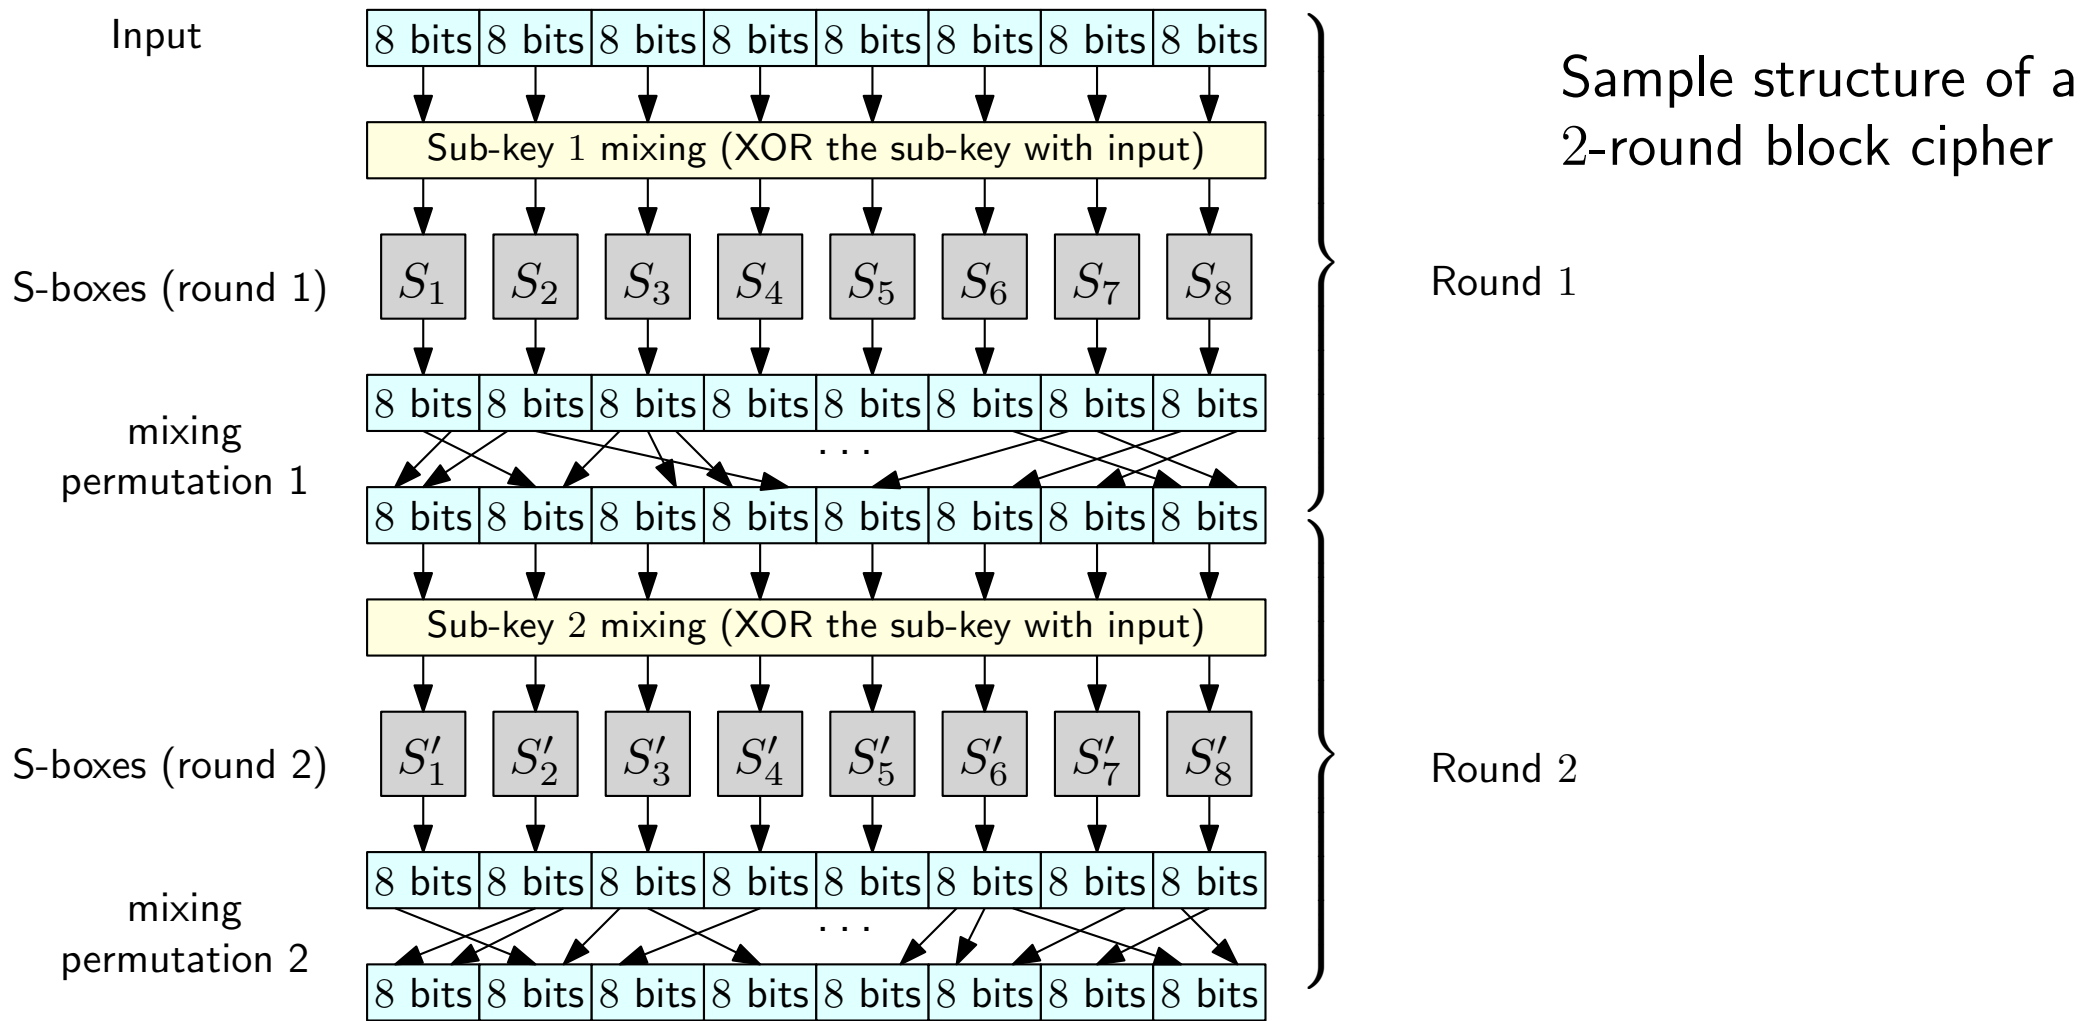 Input
8 bits 8 bits 8 bits 8 bits 8 bits 8 bits 8 bits 8 bits
Sample structure of a
2-round block cipher
Sub-key 1 mixing (XOR the sub-key with input)
S-boxes (round 1)
S₁ S₂ S₃ S₄ S₅ S₆ S₇ S₈
Round 1
8 bits 8 bits 8 bits 8 bits 8 bits 8 bits 8 bits 8 bits
mixing
permutation 1
...
8 bits 8 bits 8 bits 8 bits 8 bits 8 bits 8 bits 8 bits
Sub-key 2 mixing (XOR the sub-key with input)
S-boxes (round 2)
S′₁ S′₂ S′₃ S′₄ S′₅ S′₆ S′₇ S′₈
Round 2
8 bits 8 bits 8 bits 8 bits 8 bits 8 bits 8 bits 8 bits
mixing
permutation 2
...
8 bits 8 bits 8 bits 8 bits 8 bits 8 bits 8 bits 8 bits